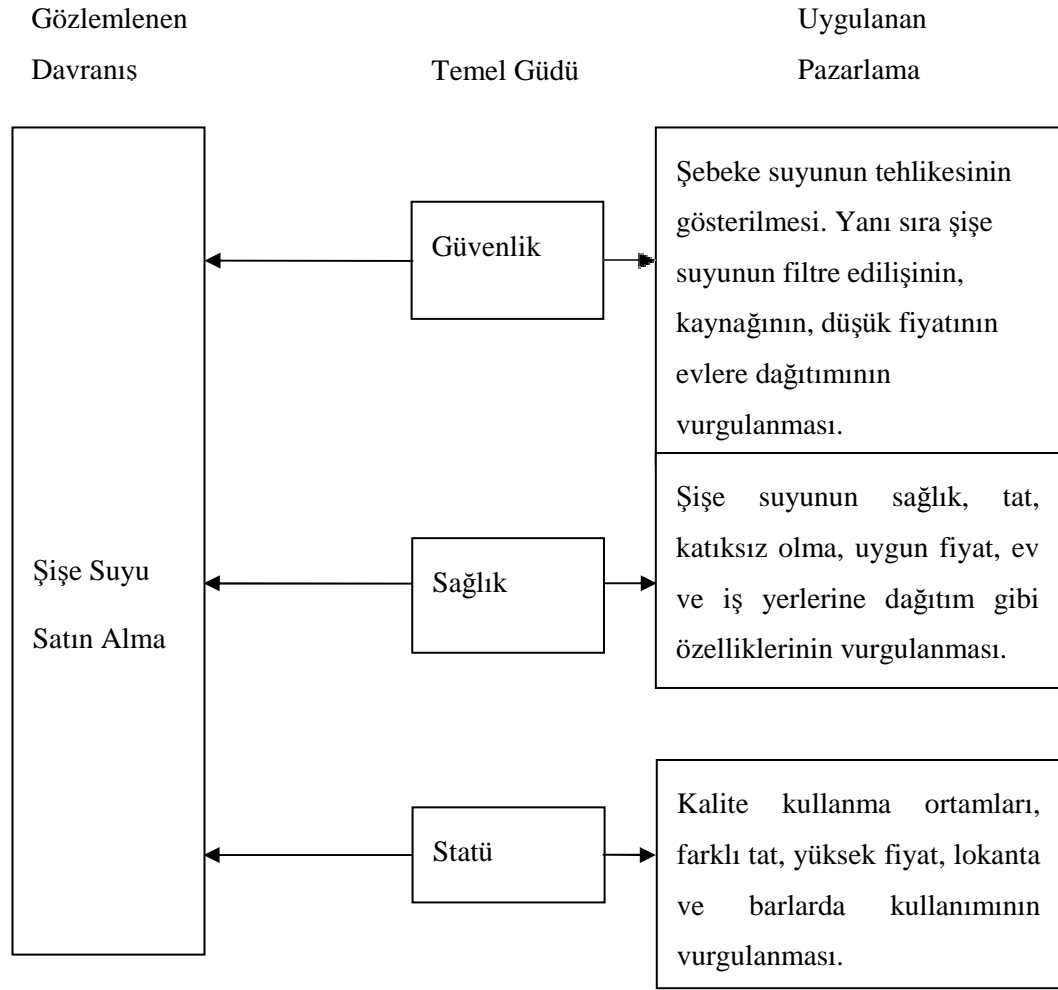 Gözlemlenen
Davranış
Temel Güdü
Uygulanan
Pazarlama
Şişe Suyu
Satın Alma
Güvenlik
Şebeke suyunun tehlikesinin
gösterilmesi. Yanı sıra şişe
suyunun filtre edilişinin,
kaynağının, düşük fiyatının
evlere dağıtımının
vurgulanması.
Sağlık
Şişe suyunun sağlık, tat,
katıksız olma, uygun fiyat, ev
ve iş yerlerine dağıtım gibi
özelliklerinin vurgulanması.
Statü
Kalite kullanma ortamları,
farklı tat, yüksek fiyat, lokanta
ve barlarda kullanımının
vurgulanması.